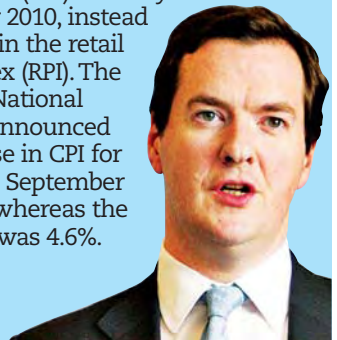 2010, instead
in the retail
ex (RPI). The
National
nnounced
se in CPI for
September
whereas the
was 4.6%.